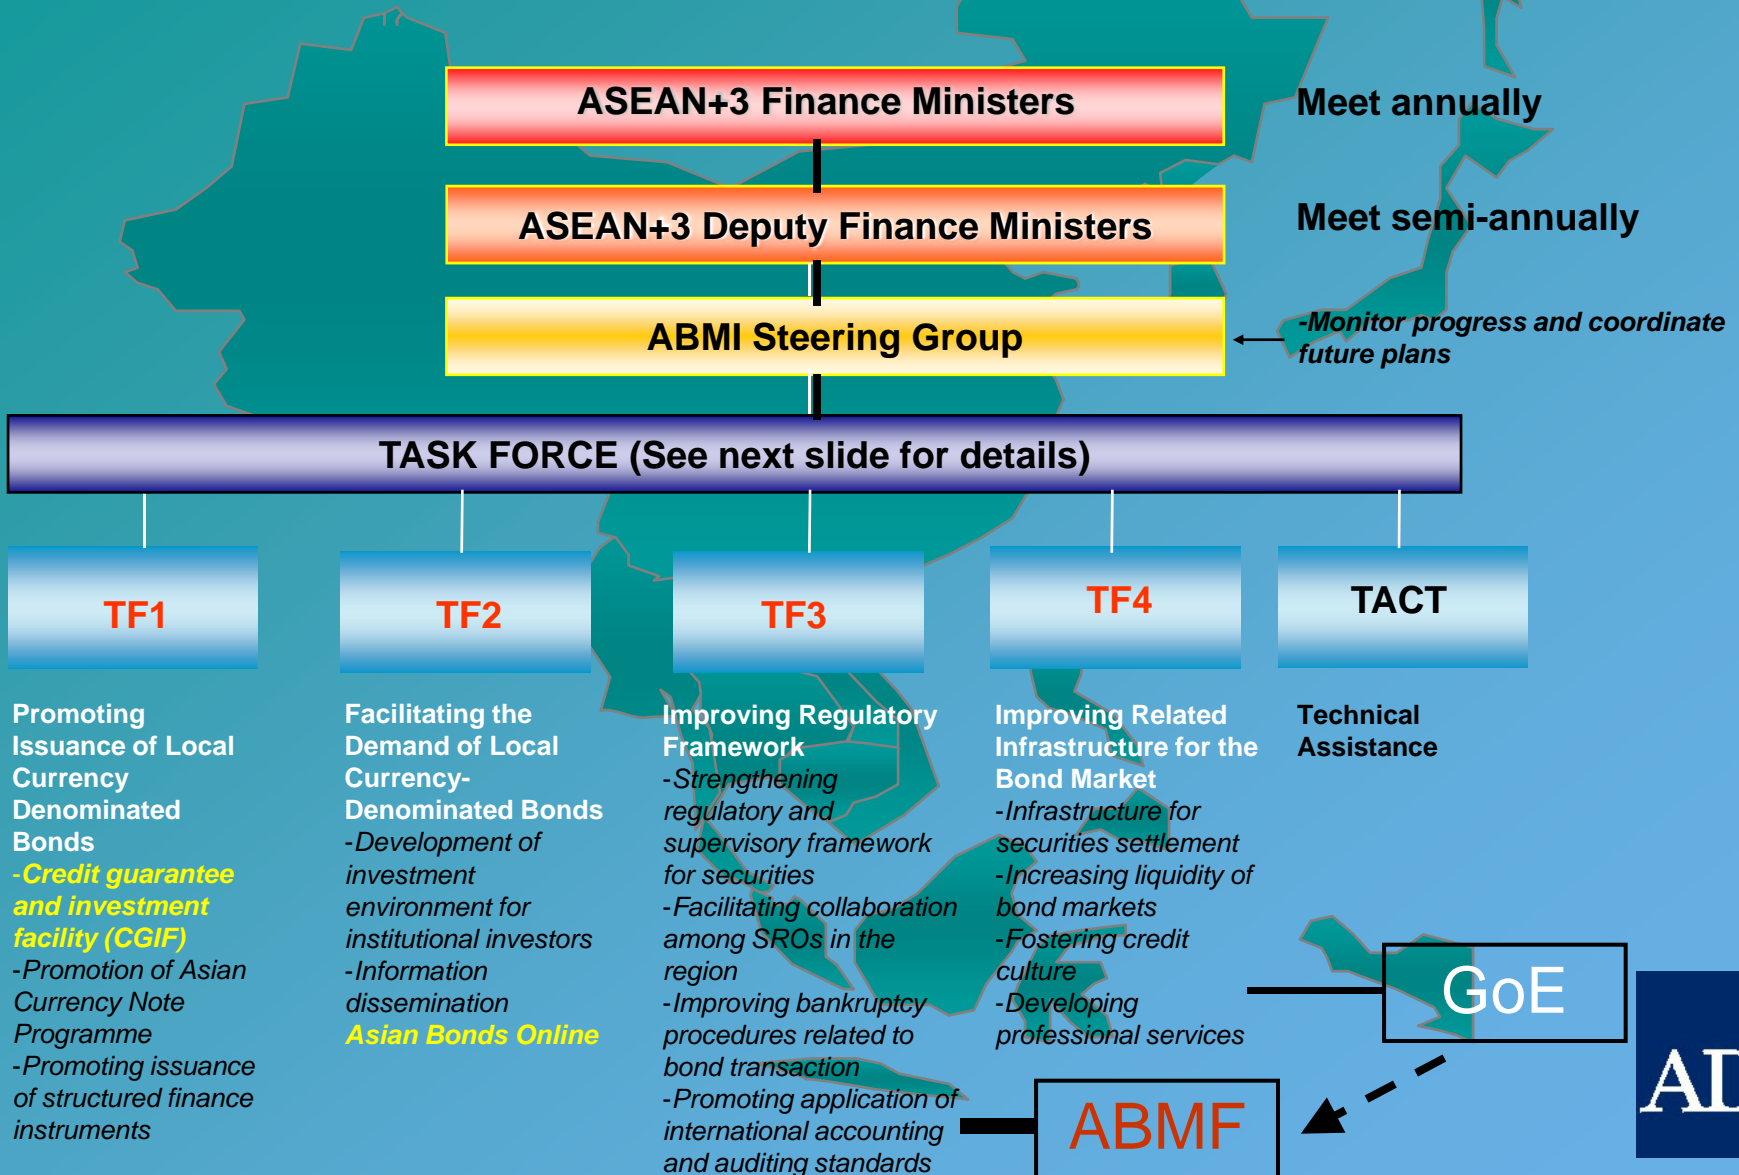 ASEAN+3 Finance Ministers
Meet annually
ASEAN+3 Deputy Finance Ministers
Meet semi-annually
ABMI Steering Group
-Monitor progress and coordinate
future plans
TASK FORCE (See next slide for details)
TF1
TF2
TF3
TF4
TACT
Promoting
Issuance of Local
Currency
Denominated
Bonds
-Credit guarantee
and investment
facility (CGIF)
-Promotion of Asian
Currency Note
Programme
-Promoting issuance
of structured finance
instruments
Facilitating the
Demand of Local
Currency-
Denominated Bonds
-Development of
investment
environment for
institutional investors
-Information
dissemination
Asian Bonds Online
Improving Regulatory
Framework
-Strengthening
regulatory and
supervisory framework
for securities
-Facilitating collaboration
among SROs in the
region
-Improving bankruptcy
procedures related to
bond transaction
-Promoting application of
international accounting
and auditing standards
Improving Related
Infrastructure for the
Bond Market
-Infrastructure for
securities settlement
-Increasing liquidity of
bond markets
-Fostering credit
culture
-Developing
professional services
Technical
Assistance
GoE
ABMF
AD